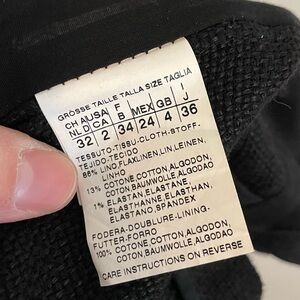 GRÖSSE TAILLE TALLA SIZE TAGLIA
CH A USA F I
NL D CA B MEX GB J
32 2 34 24 4 36
TESSUTO-TISSU-CLOTH-STOFF-
TEJIDO-TECIDO
86% LINO,FLAX,LINEN,LIN,LEINEN,
LINHO
13% COTONE,COTTON,ALGODON,
COTON,BAUMWOLLE,ALGODAO
1% ELASTAN,ELASTANE,
ELASTHANNE,ELASTHAN,
ELASTANO SPANDEX
FODERA-DOUBLURE-LINING-
FUTTER-FORRO
100% COTONE,COTTON,ALGODON,
COTON,BAUMWOLLE,ALGODAO
CARE INSTRUCTIONS ON REVERSE